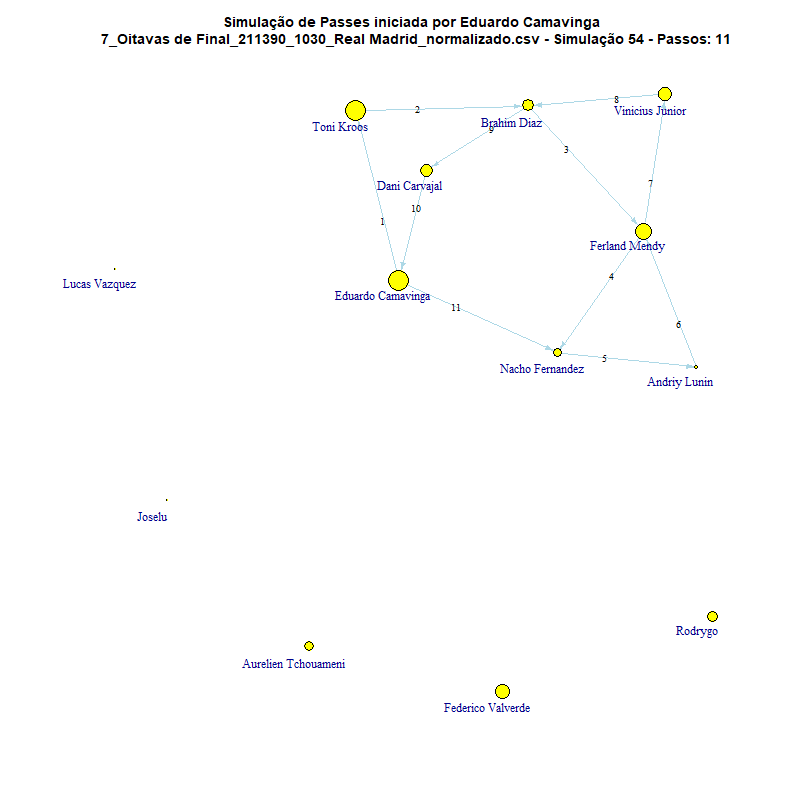 Simulação de Passes iniciada por Eduardo Camavinga
7_Oitavas de Final_211390_1030_Real Madrid_normalizado.csv - Simulação 54 - Passos: 11
8
2
Vinicius Junior
Toni Kroos
Brahim Diaz
9
3
Dani Carvajal
7
10
1
Ferland Mendy
4
Lucas Vazquez
Eduardo Camavinga
11
6
5
Nacho Fernandez
Andriy Lunin
Joselu
Rodrygo
Aurelien Tchouameni
Federico Valverde